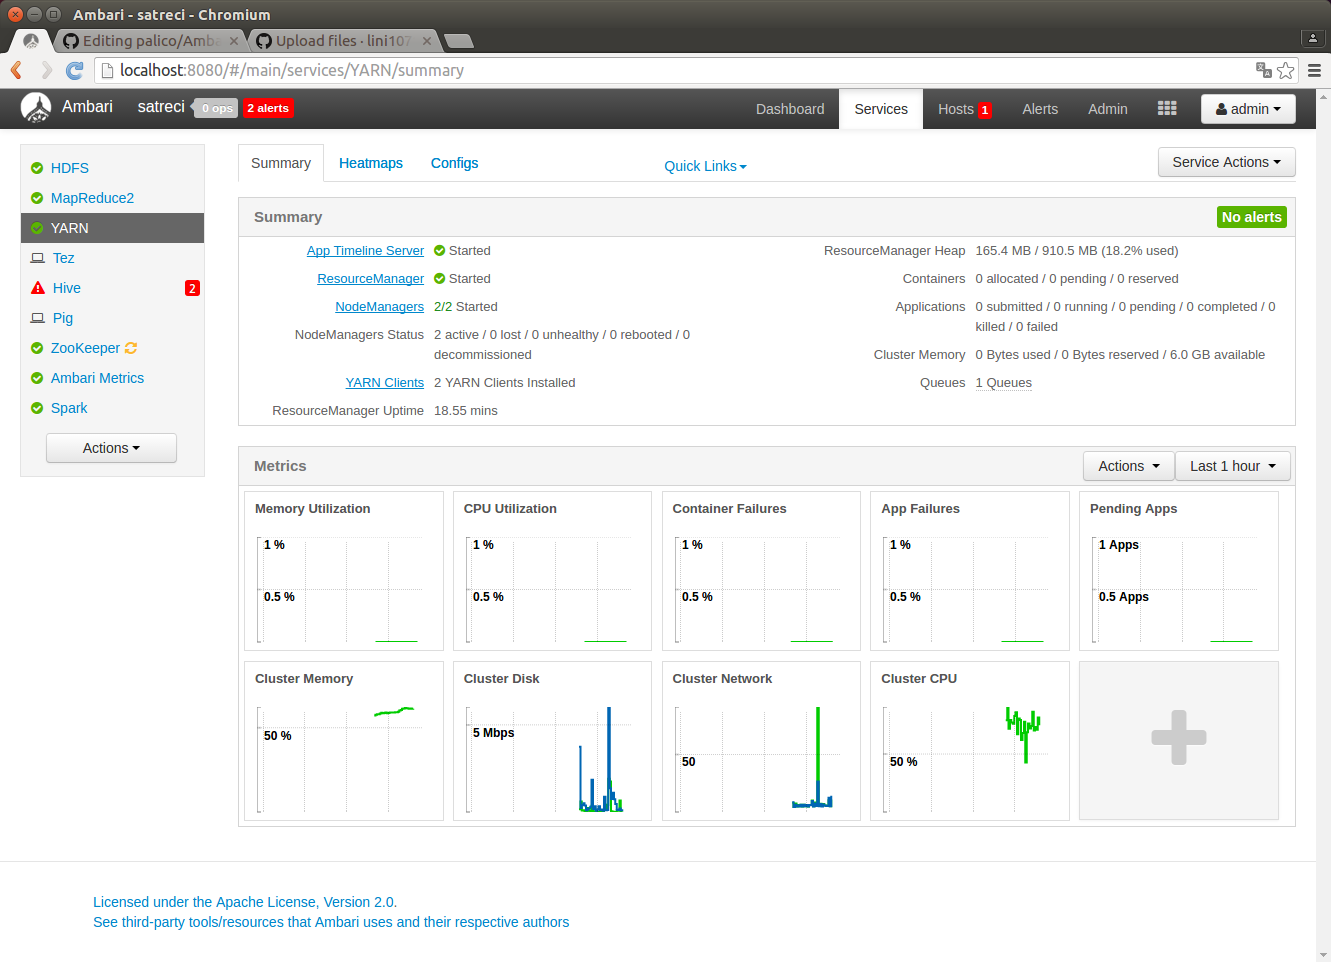 Ambari - satreci - Chromium
Editing palico/Amba
Upload files · lini107
localhost:8080/#/main/services/YARN/summary
Ambari
satreci
0 ops
2 alerts
Dashboard
Services
Hosts 1
Alerts
Admin
admin
HDFS
MapReduce2
YARN
Tez
Hive 2
Pig
ZooKeeper
Ambari Metrics
Spark
Actions
Summary
Heatmaps
Configs
Quick Links
Service Actions
Summary
No alerts
App Timeline Server Started
ResourceManager Started
NodeManagers 2/2 Started
NodeManagers Status 2 active / 0 lost / 0 unhealthy / 0 rebooted / 0
decommissioned
YARN Clients 2 YARN Clients Installed
ResourceManager Uptime 18.55 mins
ResourceManager Heap 165.4 MB / 910.5 MB (18.2% used)
Containers 0 allocated / 0 pending / 0 reserved
Applications 0 submitted / 0 running / 0 pending / 0 completed / 0
killed / 0 failed
Cluster Memory 0 Bytes used / 0 Bytes reserved / 6.0 GB available
Queues 1 Queues
Metrics
Actions
Last 1 hour
Memory Utilization
1 %
0.5 %
CPU Utilization
1 %
0.5 %
Container Failures
1 %
0.5 %
App Failures
1 %
0.5 %
Pending Apps
1 Apps
0.5 Apps
Cluster Memory
50 %
Cluster Disk
5 Mbps
Cluster Network
50
Cluster CPU
50 %
Licensed under the Apache License, Version 2.0.
See third-party tools/resources that Ambari uses and their respective authors